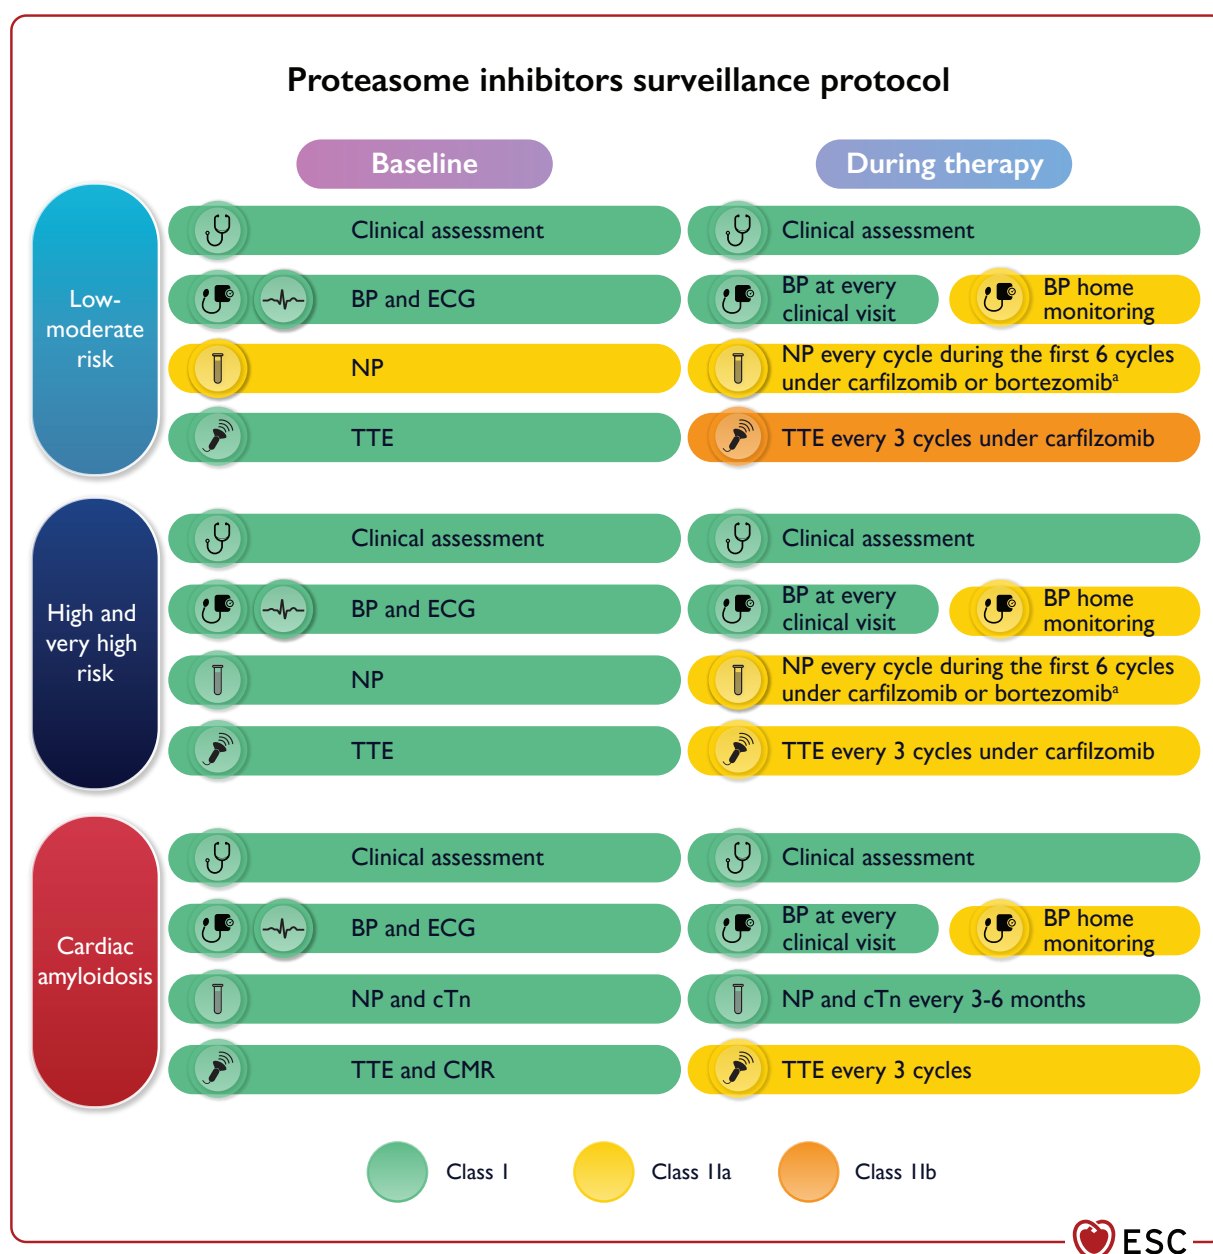 Proteasome inhibitors surveillance protocol
Baseline
During therapy
Low-
moderate
risk
Clinical assessment
Clinical assessment
BP and ECG
BP at every
clinical visit
BP home
monitoring
NP
NP every cycle during the first 6 cycles
under carfilzomib or bortezomibᵃ
TTE
TTE every 3 cycles under carfilzomib
High and
very high
risk
Clinical assessment
Clinical assessment
BP and ECG
BP at every
clinical visit
BP home
monitoring
NP
NP every cycle during the first 6 cycles
under carfilzomib or bortezomibᵃ
TTE
TTE every 3 cycles under carfilzomib
Cardiac
amyloidosis
Clinical assessment
Clinical assessment
BP and ECG
BP at every
clinical visit
BP home
monitoring
NP and cTn
NP and cTn every 3-6 months
TTE and CMR
TTE every 3 cycles
Class I
Class IIa
Class IIb
ESC